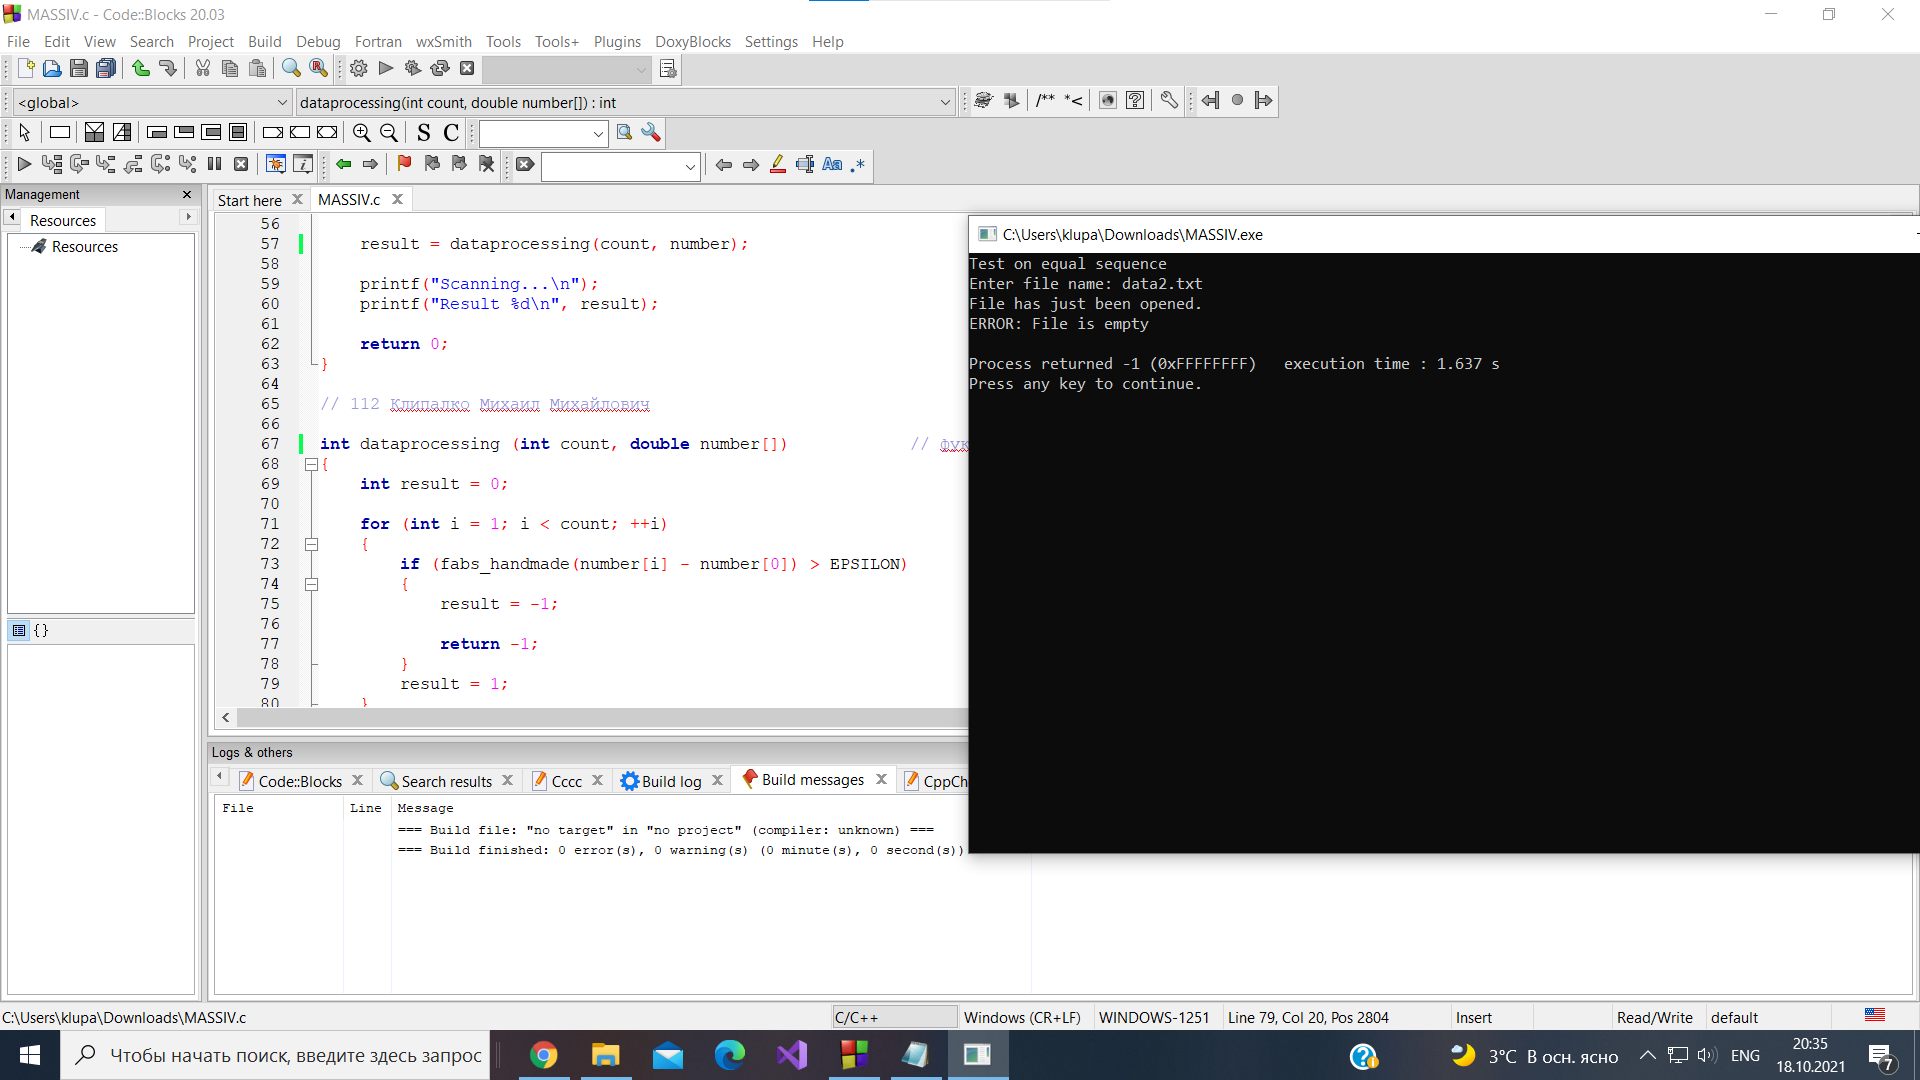 MASSIV.c - Code::Blocks 20.03
File Edit View Search Project Build Debug Fortran wxSmith Tools Tools+ Plugins DoxyBlocks Settings Help
<global>
dataprocessing(int count, double number[]) : int
/** *<
S C
Aa .*
Management
Resources
Resources
{}
Start here
MASSIV.c
56
57 result = dataprocessing(count, number);
58
59 printf("Scanning...\n");
60 printf("Result %d\n", result);
61
62 return 0;
63 }
64
65 // 112 Клипалко Михаил Михайлович
66
67 int dataprocessing (int count, double number[]) // фук
68 {
69 int result = 0;
70
71 for (int i = 1; i < count; ++i)
72 {
73 if (fabs_handmade(number[i] - number[0]) > EPSILON)
74 {
75 result = -1;
76
77 return -1;
78 }
79 result = 1;
80 }
C:\Users\klupa\Downloads\MASSIV.exe
Test on equal sequence
Enter file name: data2.txt
File has just been opened.
ERROR: File is empty
Process returned -1 (0xFFFFFFFF) execution time : 1.637 s
Press any key to continue.
Logs & others
Code::Blocks Search results Cccc Build log Build messages CppCh
File Line Message
=== Build file: "no target" in "no project" (compiler: unknown) ===
=== Build finished: 0 error(s), 0 warning(s) (0 minute(s), 0 second(s))
C:\Users\klupa\Downloads\MASSIV.c C/C++ Windows (CR+LF) WINDOWS-1251 Line 79, Col 20, Pos 2804 Insert Read/Write default
Чтобы начать поиск, введите здесь запрос
3°C В осн. ясно
ENG
20:35
18.10.2021
7